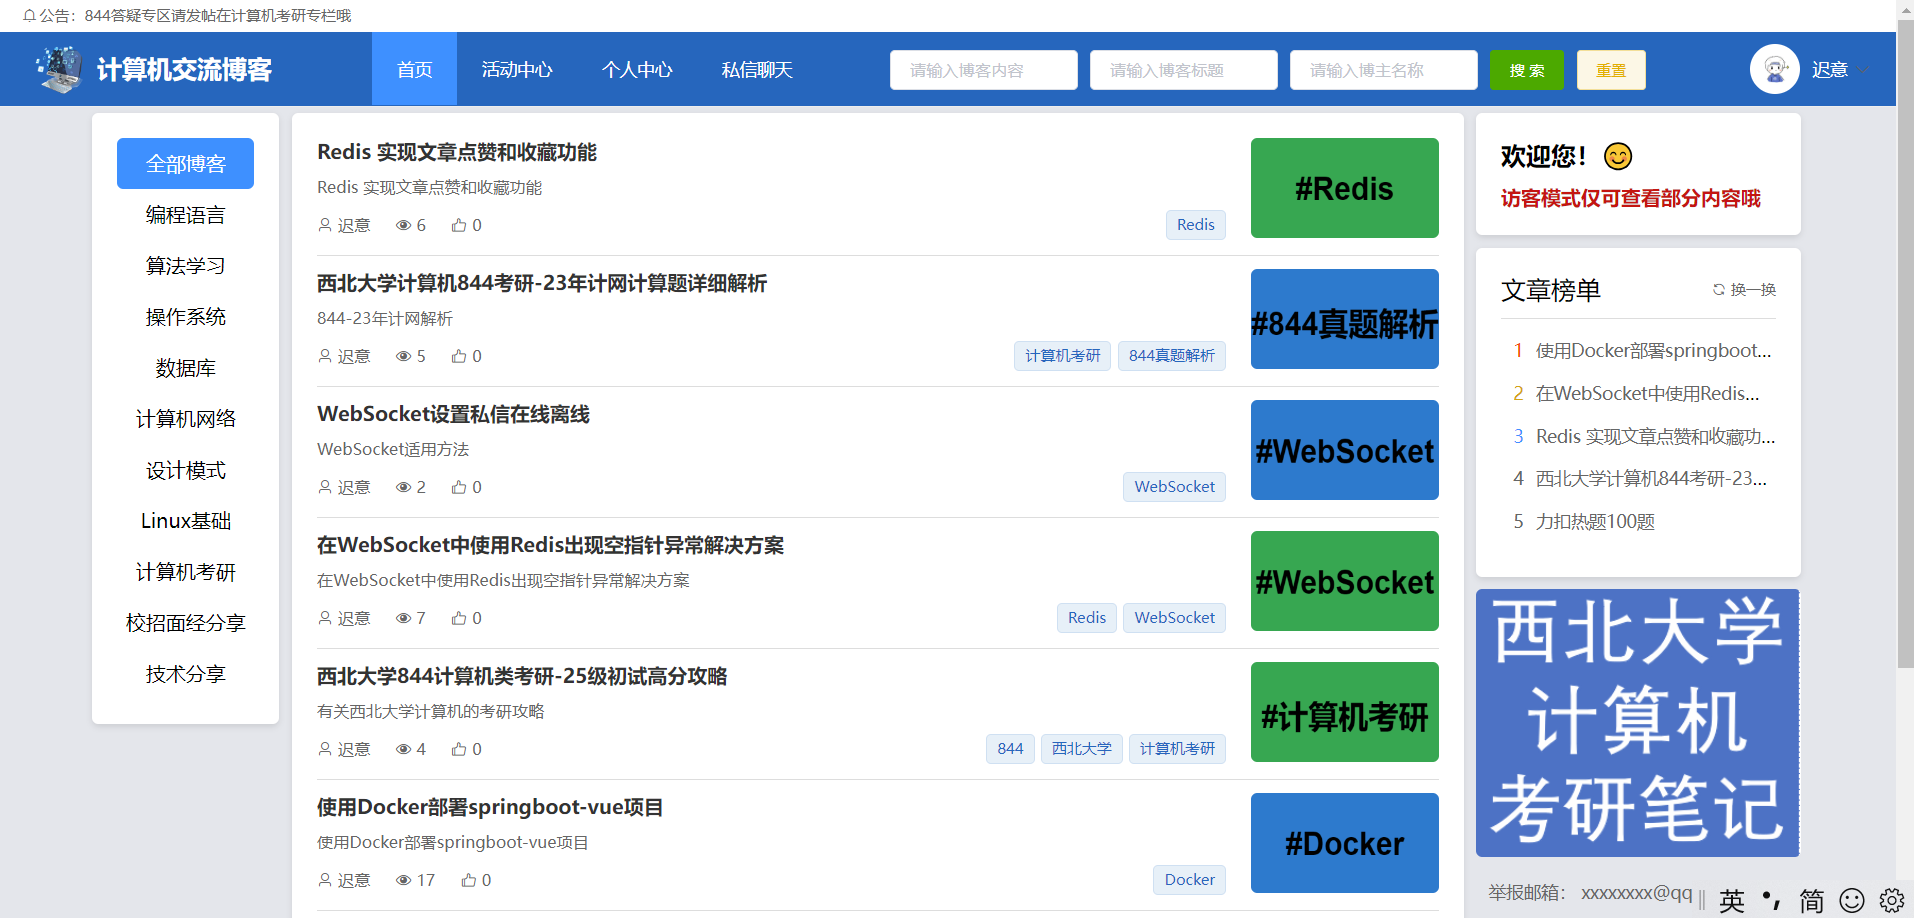 公告：844答疑专区请发帖在计算机考研专栏哦
计算机交流博客
首页
活动中心
个人中心
私信聊天
请输入博客内容
请输入博客标题
请输入博主名称
搜 索
重置
迟意
全部博客
编程语言
算法学习
操作系统
数据库
计算机网络
设计模式
Linux基础
计算机考研
校招面经分享
技术分享
Redis 实现文章点赞和收藏功能
Redis 实现文章点赞和收藏功能
迟意 6 0
Redis
#Redis
西北大学计算机844考研-23年计网计算题详细解析
844-23年计网解析
迟意 5 0
计算机考研 844真题解析
#844真题解析
WebSocket设置私信在线离线
WebSocket适用方法
迟意 2 0
WebSocket
#WebSocket
在WebSocket中使用Redis出现空指针异常解决方案
在WebSocket中使用Redis出现空指针异常解决方案
迟意 7 0
Redis WebSocket
#WebSocket
西北大学844计算机类考研-25级初试高分攻略
有关西北大学计算机的考研攻略
迟意 4 0
844 西北大学 计算机考研
#计算机考研
使用Docker部署springboot-vue项目
使用Docker部署springboot-vue项目
迟意 17 0
Docker
#Docker
欢迎您！😊
访客模式仅可查看部分内容哦
文章榜单
换一换
1 使用Docker部署springboot...
2 在WebSocket中使用Redis...
3 Redis 实现文章点赞和收藏功...
4 西北大学计算机844考研-23...
5 力扣热题100题
西北大学
计算机
考研笔记
举报邮箱： xxxxxxxx@qq
英 简